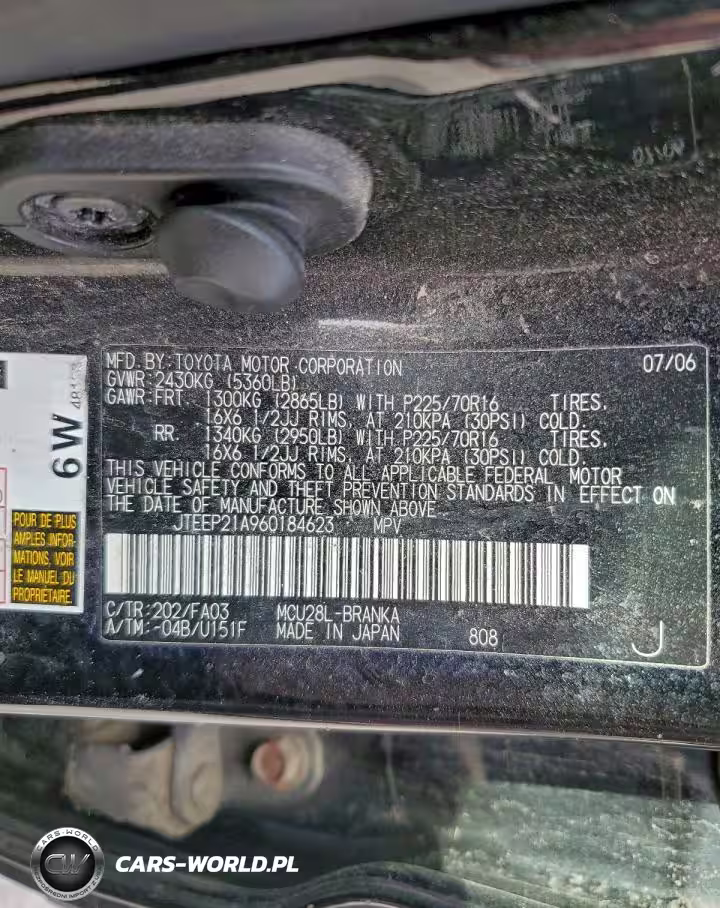 MFD.BY:TOYOTA MOTOR CORPORATION 07/06
GVWR:2430KG (5360LB)
GAWR:FRT 1300KG (2865LB) WITH P225/70R16 TIRES,
16X6 1/2JJ RIMS, AT 210KPA (30PSI) COLD.
RR. 1340KG (2950LB) WITH P225/70R16 TIRES,
16X6 1/2JJ RIMS, AT 210KPA (30PSI) COLD.
THIS VEHICLE CONFORMS TO ALL APPLICABLE FEDERAL MOTOR
VEHICLE SAFETY AND THEFT PREVENTION STANDARDS IN EFFECT ON
THE DATE OF MANUFACTURE SHOWN ABOVE
JTEEP21A960184623 MPV
C/TR:202/FA03 MCU28L-BRANKA
A/TM:-04B/U151F MADE IN JAPAN 808 J
6W
POUR DE PLUS
AMPLES INFOR-
MATIONS, VOIR
LE MANUEL DU
PROPRIÉTAIRE.
CARS-WORLD
CW
CARS-WORLD.PL